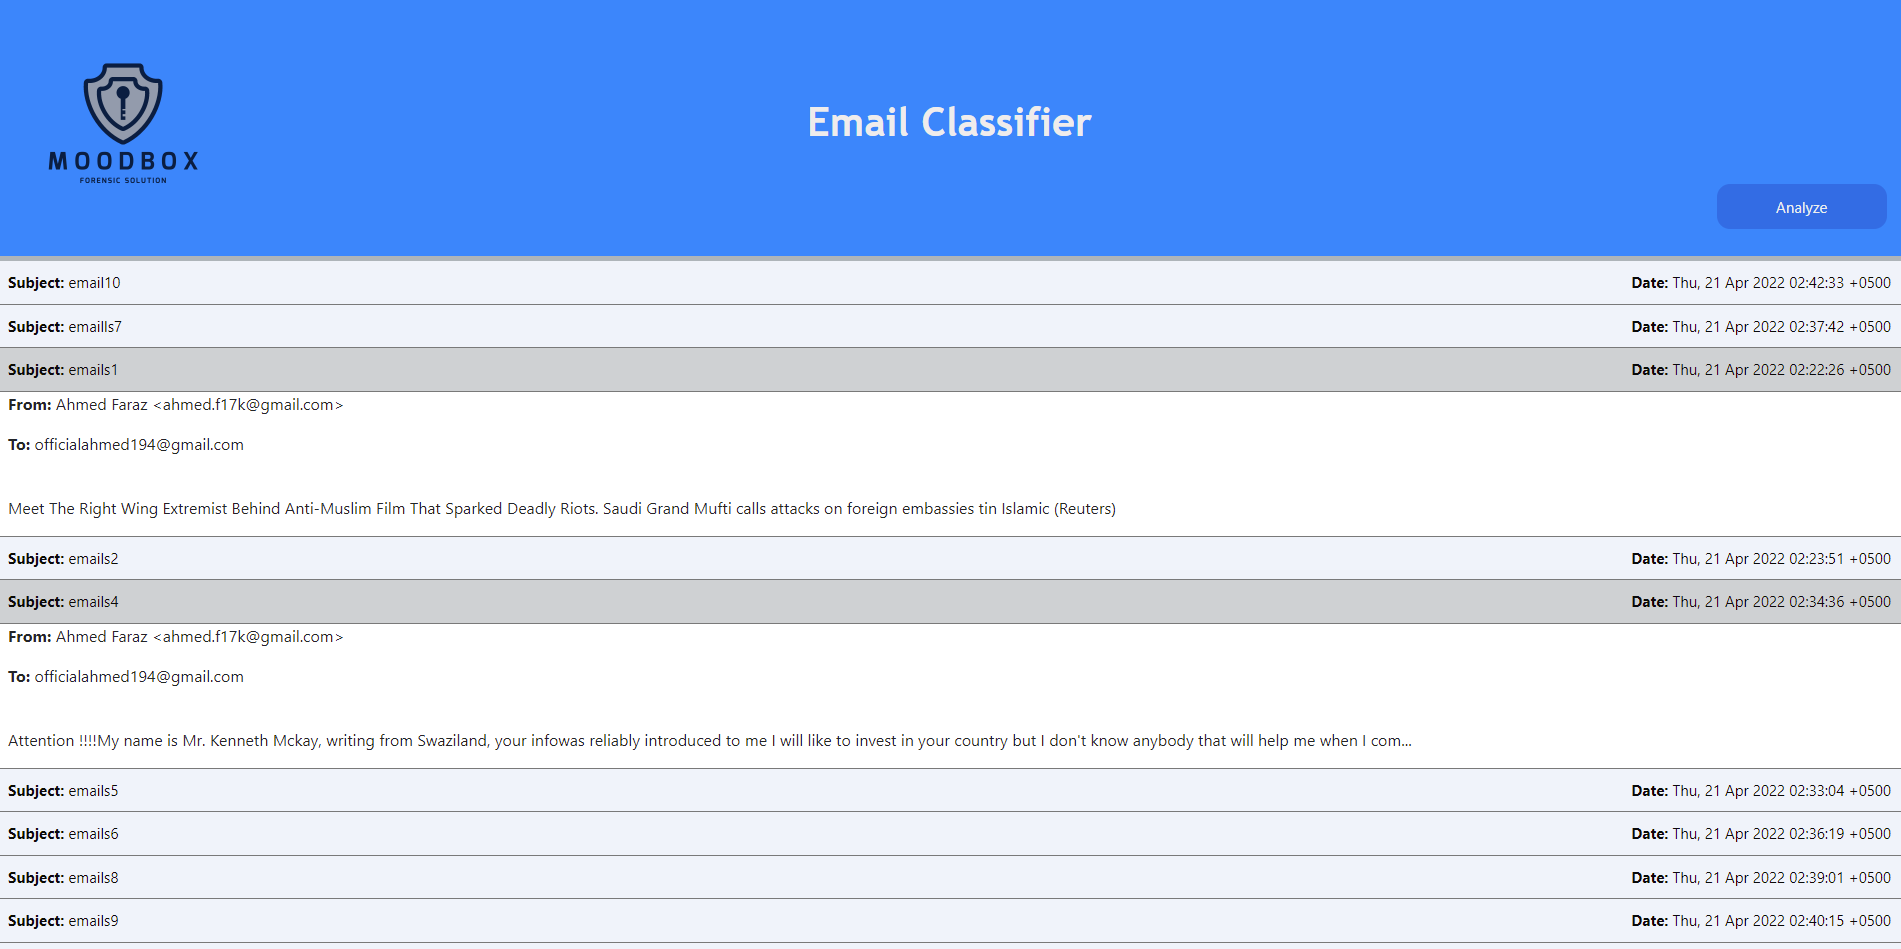 MOODBOX
FORENSIC SOLUTION
Email Classifier
Analyze
Subject: email10 Date: Thu, 21 Apr 2022 02:42:33 +0500
Subject: emaills7 Date: Thu, 21 Apr 2022 02:37:42 +0500
Subject: emails1 Date: Thu, 21 Apr 2022 02:22:26 +0500
From: Ahmed Faraz <ahmed.f17k@gmail.com>
To: officialahmed194@gmail.com
Meet The Right Wing Extremist Behind Anti-Muslim Film That Sparked Deadly Riots. Saudi Grand Mufti calls attacks on foreign embassies tin Islamic (Reuters)
Subject: emails2 Date: Thu, 21 Apr 2022 02:23:51 +0500
Subject: emails4 Date: Thu, 21 Apr 2022 02:34:36 +0500
From: Ahmed Faraz <ahmed.f17k@gmail.com>
To: officialahmed194@gmail.com
Attention !!!!My name is Mr. Kenneth Mckay, writing from Swaziland, your infowas reliably introduced to me I will like to invest in your country but I don't know anybody that will help me when I com...
Subject: emails5 Date: Thu, 21 Apr 2022 02:33:04 +0500
Subject: emails6 Date: Thu, 21 Apr 2022 02:36:19 +0500
Subject: emails8 Date: Thu, 21 Apr 2022 02:39:01 +0500
Subject: emails9 Date: Thu, 21 Apr 2022 02:40:15 +0500